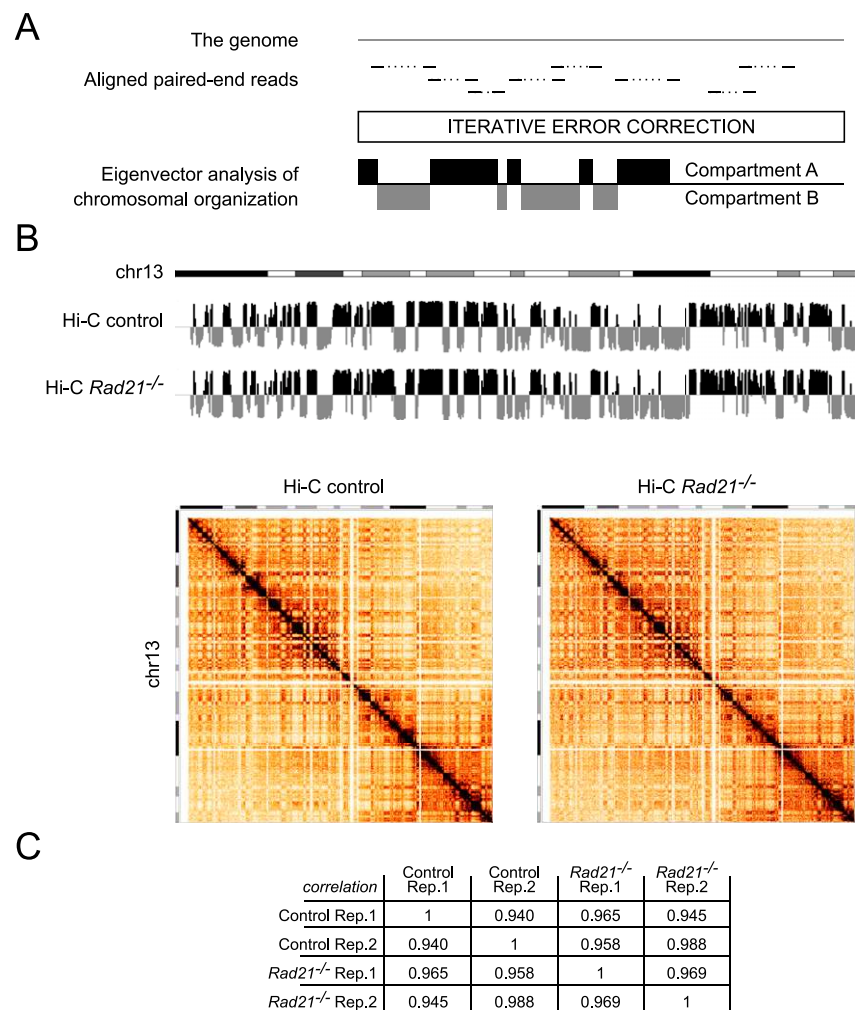 A
The genome
Aligned paired-end reads
ITERATIVE ERROR CORRECTION
Eigenvector analysis of
chromosomal organization
Compartment A
Compartment B
B
chr13
Hi-C control
Hi-C Rad21-/-
Hi-C control
Hi-C Rad21-/-
chr13
C
correlation Control Rep.1 Control Rep.2 Rad21-/- Rep.1 Rad21-/- Rep.2
Control Rep.1 1 0.940 0.965 0.945
Control Rep.2 0.940 1 0.958 0.988
Rad21-/- Rep.1 0.965 0.958 1 0.969
Rad21-/- Rep.2 0.945 0.988 0.969 1